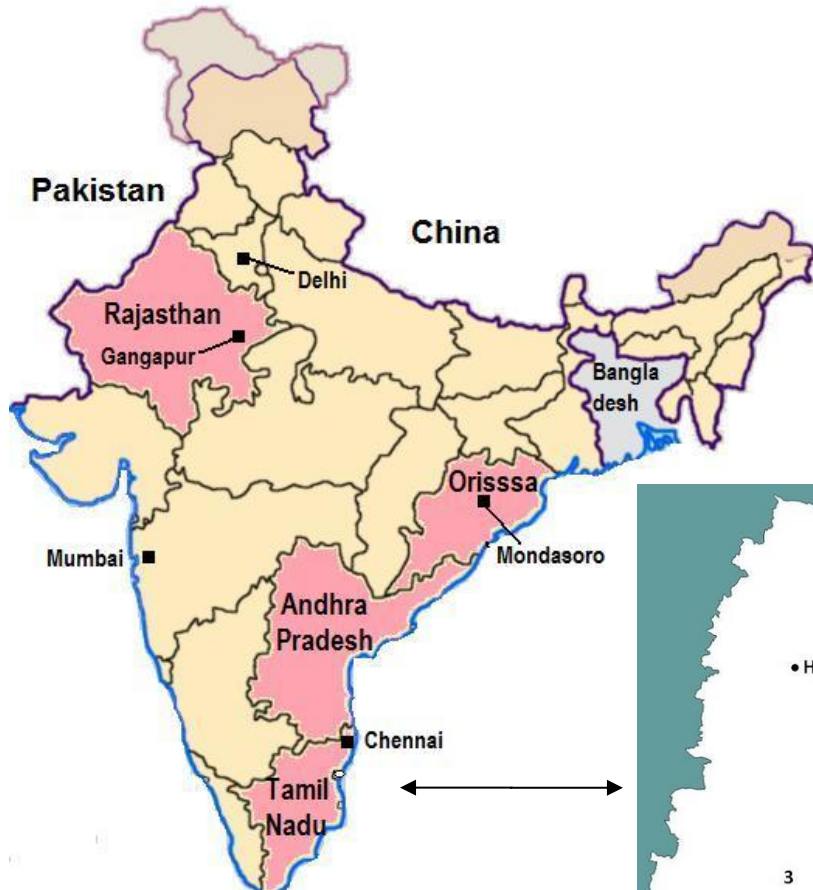 Pakistan
China
Delhi
Rajasthan
Gangapur
Bangla
desh
Orisssa
Mondasoro
Mumbai
Andhra
Pradesh
Chennai
Tamil
Nadu
H
3